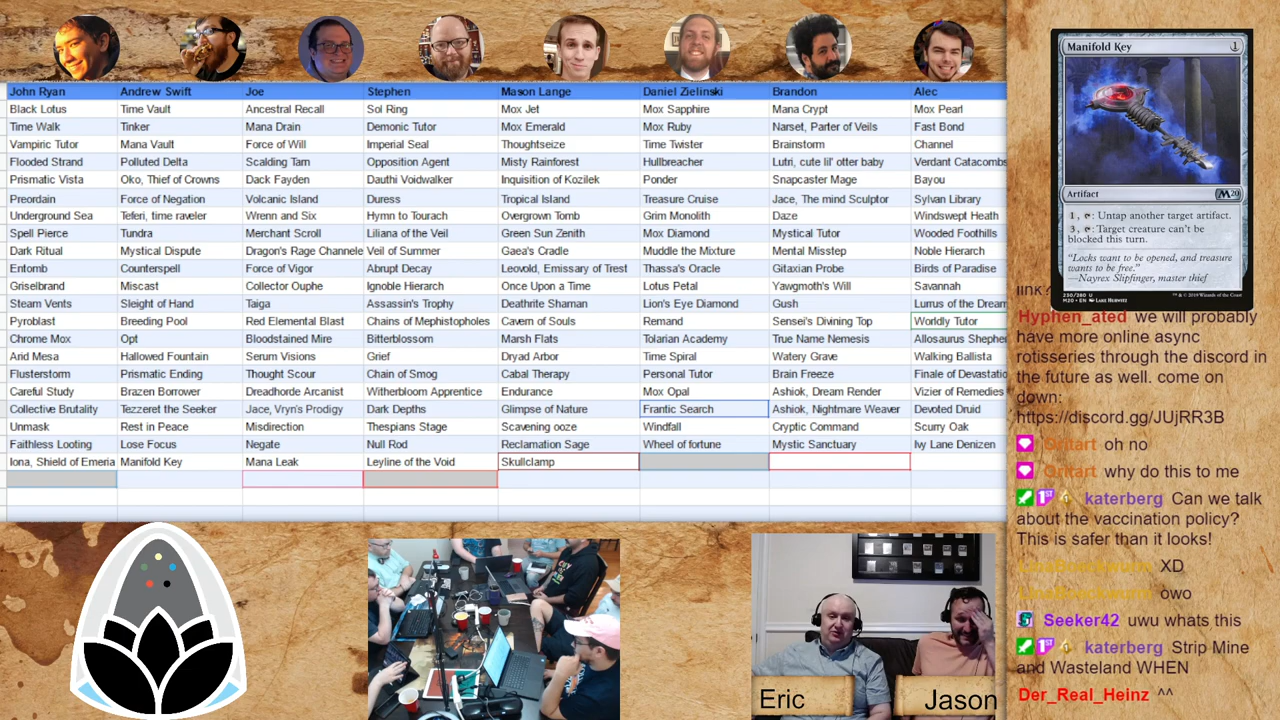 John Ryan Andrew Swift Joe Stephen Mason Lange Daniel Zielinski Brandon Alec
Black Lotus Time Vault Ancestral Recall Sol Ring Mox Jet Mox Sapphire Mana Crypt Mox Pearl
Time Walk Tinker Mana Vault Demonic Tutor Mox Emerald Mox Ruby Narset, Parter of Veils Fast Bond
Vampiric Tutor Mana Vault Force of Will Imperial Seal Thoughtseize Time Twister Brainstorm Channel
Flooded Strand Polluted Delta Scalding Tarn Opposition Agent Misty Rainforest Hullbreacher Lutri, cute lil' otter baby Verdant Catacombs
Prismatic Vista Oko, Thief of Crowns Dack Fayden Dauthi Voidwalker Inquisition of Kozilek Ponder Snapcaster Mage Bayou
Preordain Force of Negation Volcanic Island Duress Tropical Island Treasure Cruise Jace, The mind Sculptor Sylvan Library
Underground Sea Teferi, time raveler Wrenn and Six Hymn to Tourach Overgrown Tomb Grim Monolith Daze Windswept Heath
Spell Pierce Tundra Merchant Scroll Liliana of the Veil Green Sun Zenith Mox Diamond Mystical Tutor Wooded Foothills
Dark Ritual Mystical Dispute Dragon's Rage Channele Veil of Summer Gaea's Cradle Muddle the Mixture Mental Misstep Noble Hierarch
Entomb Counterspell Force of Vigor Abrupt Decay Leovold, Emissary of Trest Thassa's Oracle Gitaxian Probe Birds of Paradise
Griselbrand Miscast Collector Ouphe Ignoble Hierarch Once Upon a Time Lotus Petal Yawgmoth's Will Savannah
Steam Vents Sleight of Hand Taiga Assassin's Trophy Deathrite Shaman Lion's Eye Diamond Gush Lurrus of the Dream
Pyroblast Breeding Pool Red Elemental Blast Chains of Mephistopheles Cavern of Souls Remand Sensei's Divining Top Worldly Tutor
Chrome Mox Opt Bloodstained Mire Bitterblossom Marsh Flats Tolarian Academy True Name Nemesis Allosaurus Shepher
Arid Mesa Hallowed Fountain Serum Visions Grief Dryad Arbor Time Spiral Watery Grave Walking Ballista
Flusterstorm Prismatic Ending Thought Scour Chain of Smog Cabal Therapy Personal Tutor Brain Freeze Finale of Devastatio
Careful Study Brazen Borrower Dreadhorde Arcanist Witherbloom Apprentice Endurance Mox Opal Ashiok, Dream Render Vizier of Remedies
Collective Brutality Tezzeret the Seeker Jace, Vryn's Prodigy Dark Depths Glimpse of Nature Frantic Search Ashiok, Nightmare Weaver Devoted Druid
Unmask Rest in Peace Misdirection Thespians Stage Scavening ooze Windfall Cryptic Command Scurry Oak
Faithless Looting Lose Focus Negate Null Rod Reclamation Sage Wheel of fortune Mystic Sanctuary Ivy Lane Denizen
Iona, Shield of Emeria Manifold Key Mana Leak Leyline of the Void Skullclamp
Eric
Jason
Manifold Key 1
Artifact M20
1, T: Untap another target artifact.
3, T: Target creature can't be
blocked this turn.
"Locks want to be opened, and treasure
wants to be free."
—Nayrex Slipfinger, master thief
link?
Hyphen_ated we will probably
have more online async
rotisseries through the discord in
the future as well. come on
down:
https://discord.gg/JUjRR3B
Oritart oh no
Oritart why do this to me
katerberg Can we talk
about the vaccination policy?
This is safer than it looks!
XD
owo
Seeker42 uwu whats this
katerberg Strip Mine
and Wasteland WHEN
Der_Real_Heinz ^^